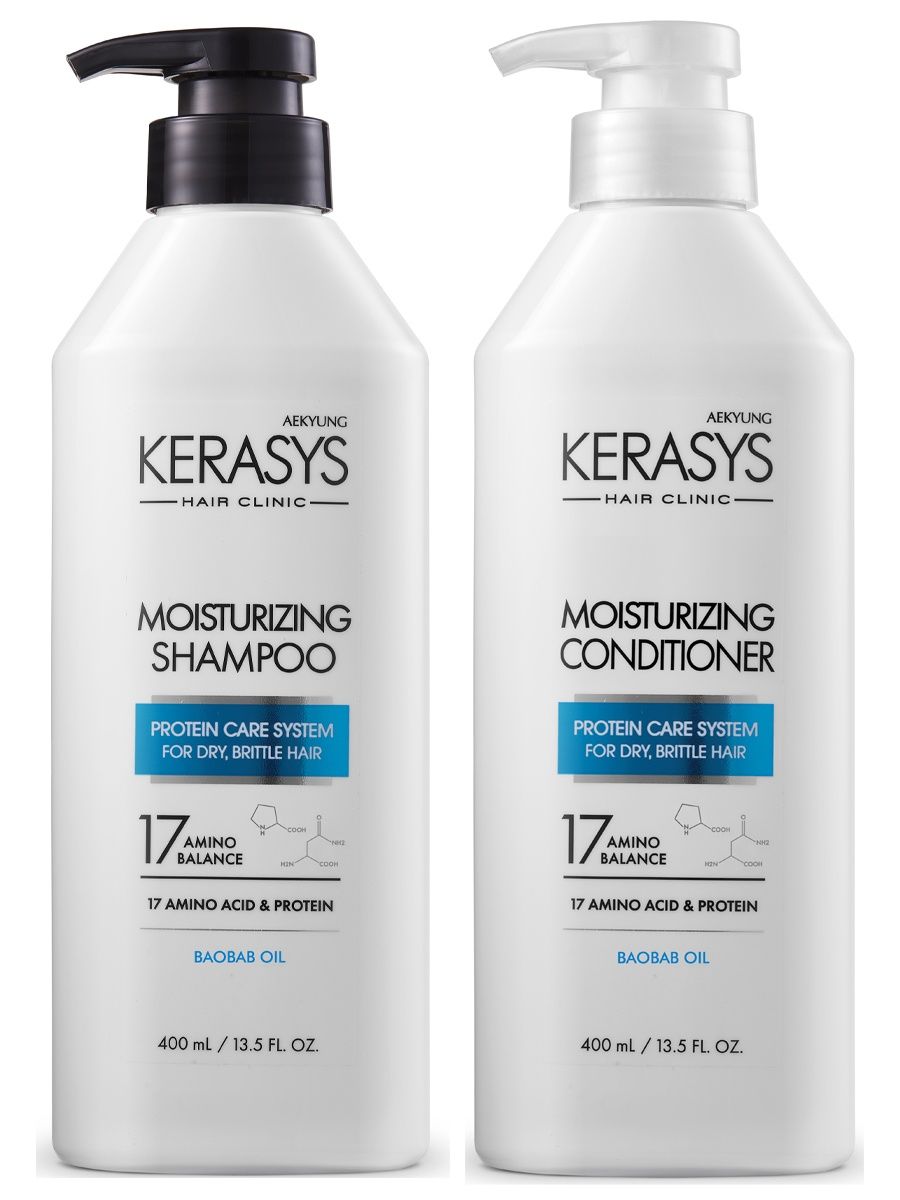 AEKYUNG
KERASYS
HAIR CLINIC
MOISTURIZING
SHAMPOO
PROTEIN CARE SYSTEM
FOR DRY, BRITTLE HAIR
17 AMINO
BALANCE
N
H
COOH
O
NH2
H2N
COOH
17 AMINO ACID & PROTEIN
BAOBAB OIL
400 mL / 13.5 FL. OZ.
AEKYUNG
KERASYS
HAIR CLINIC
MOISTURIZING
CONDITIONER
PROTEIN CARE SYSTEM
FOR DRY, BRITTLE HAIR
17 AMINO
BALANCE
N
H
COOH
O
NH2
H2N
COOH
17 AMINO ACID & PROTEIN
BAOBAB OIL
400 mL / 13.5 FL. OZ.